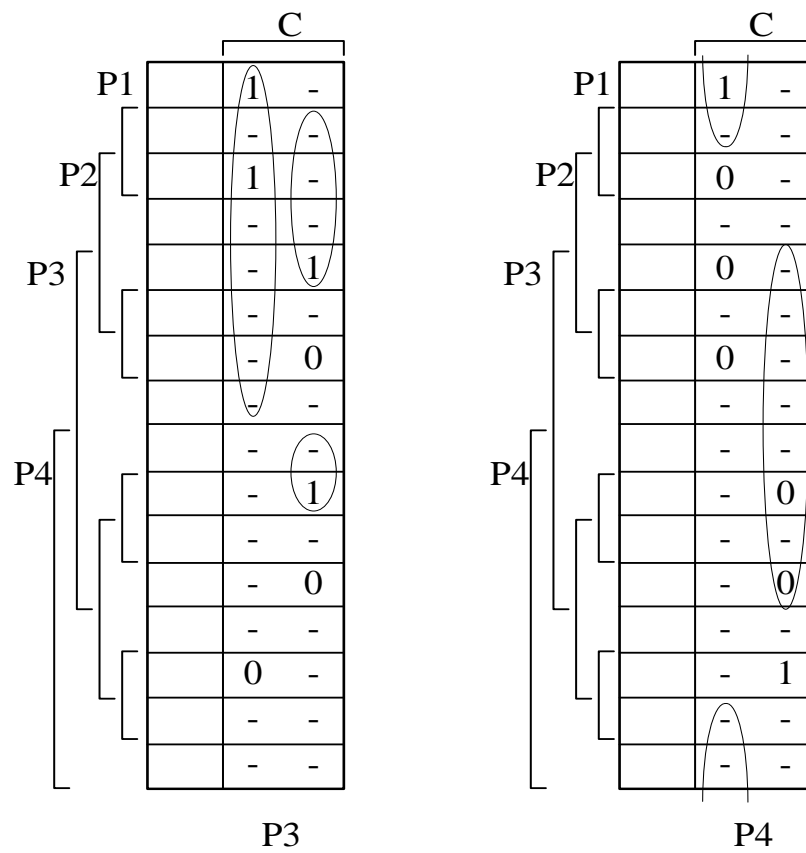 C C
P1 1 - P1 1 -
- - - -
P2 1 - P2 0 -
- - - -
P3 - 1 P3 0 -
- - - -
- 0 0 -
- - - -
P4 - - P4 - -
- 1 - 0
- - - -
- 0 - 0
- - - -
0 - - 1
- - - -
- - - -
P3 P4